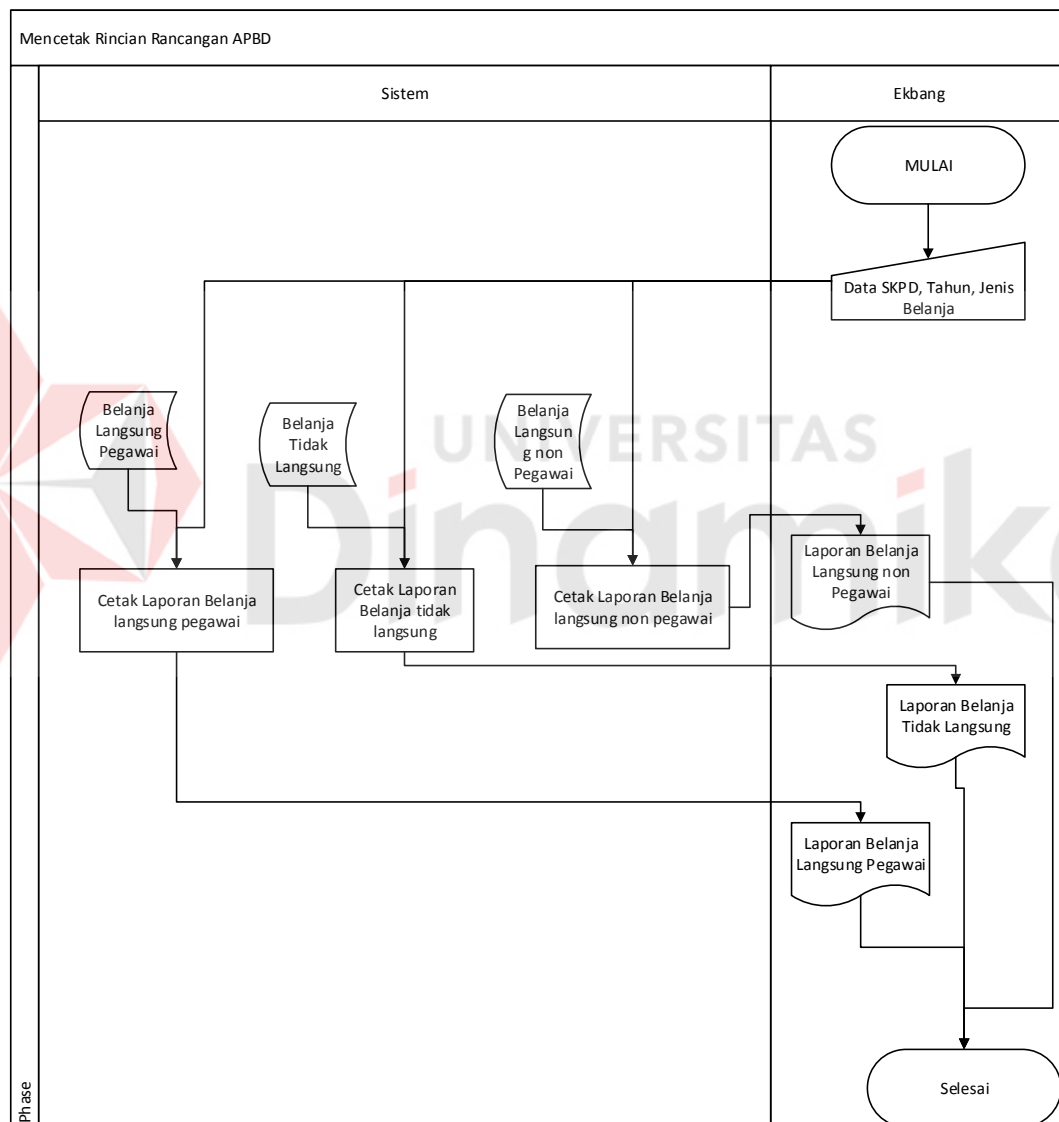 Mencetak Rincian Rancangan APBD
Sistem
Ekbang
MULAI
Data SKPD, Tahun, Jenis
Belanja
Belanja
Langsung
Pegawai
Belanja
Tidak
Langsung
Belanja
Langsun
g non
Pegawai
UNIVERSITAS
Dinamika
Cetak Laporan Belanja
langsung pegawai
Cetak Laporan
Belanja tidak
langsung
Cetak Laporan Belanja
langsung non pegawai
Laporan Belanja
Langsung non
Pegawai
Laporan Belanja
Tidak Langsung
Laporan Belanja
Langsung Pegawai
Selesai
Phase